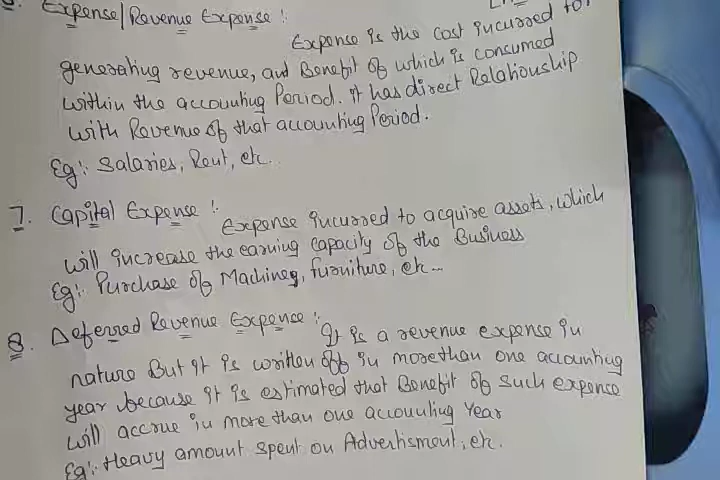 Expense/Revenue Expense :
Expense is the cost incurred for
generating revenue, and Benefit of which is consumed
within the accounting Period. it has direct Relationship
with Revenue of that accounting Period.
Eg:- Salaries, Rent, etc..
7. Capital Expense :
Expense incurred to acquire assets, which
will increase the earning capacity of the Business
Eg:- Purchase of Machines, furniture, etc...
8. Deferred Revenue Expense :
It is a revenue expense in
nature But it is written off in morethan one accounting
year because it is estimated that Benefit of such expense
will accrue in more than one accounting Year
Eg:- Heavy amount spent on Advertisment, etc.